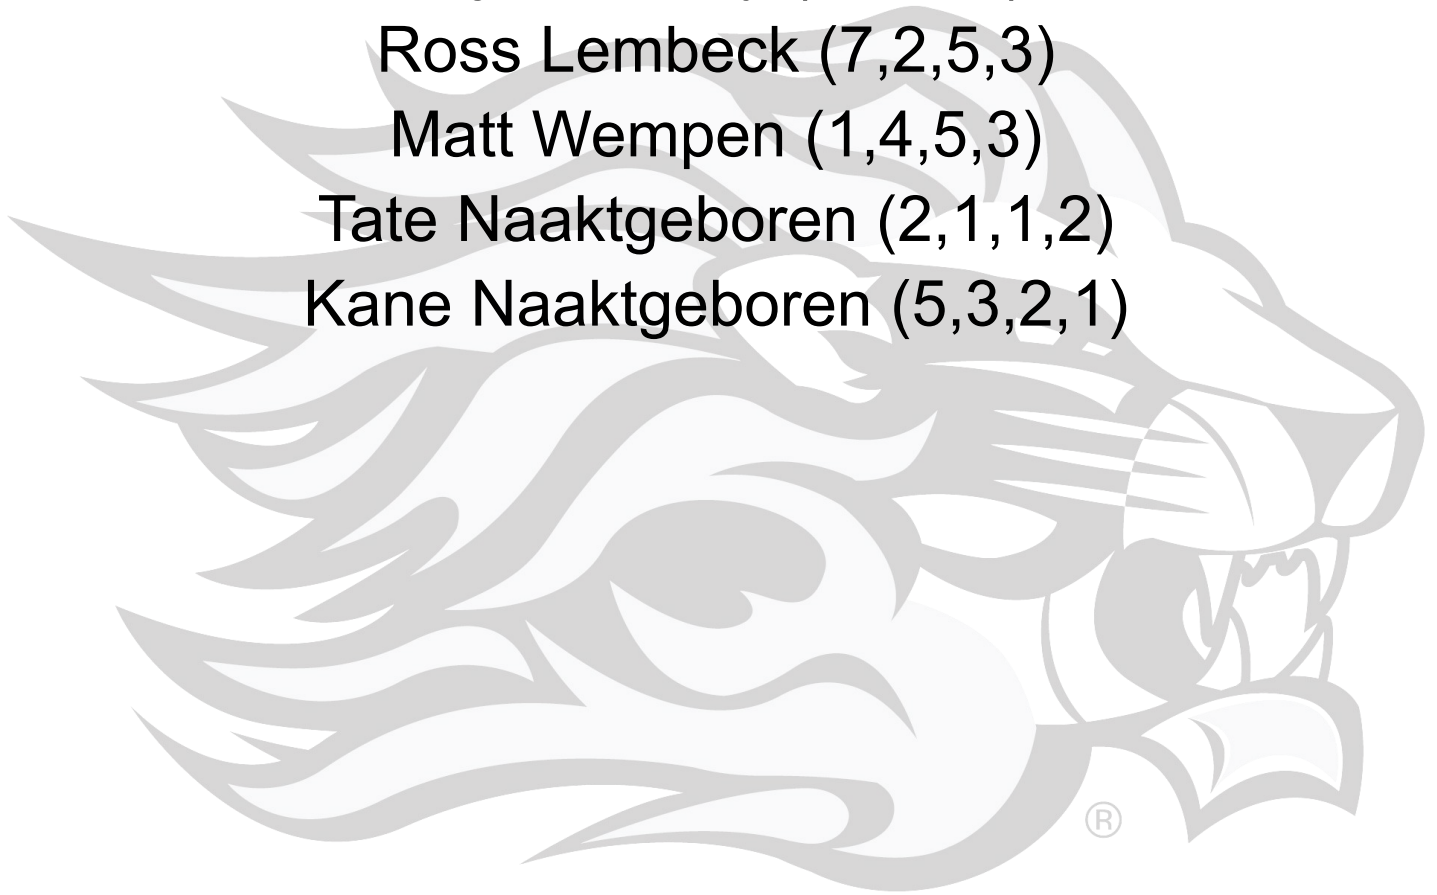 Ross Lembeck (7,2,5,3)
Matt Wempen (1,4,5,3)
Tate Naaktgeboren (2,1,1,2)
Kane Naaktgeboren (5,3,2,1)
®